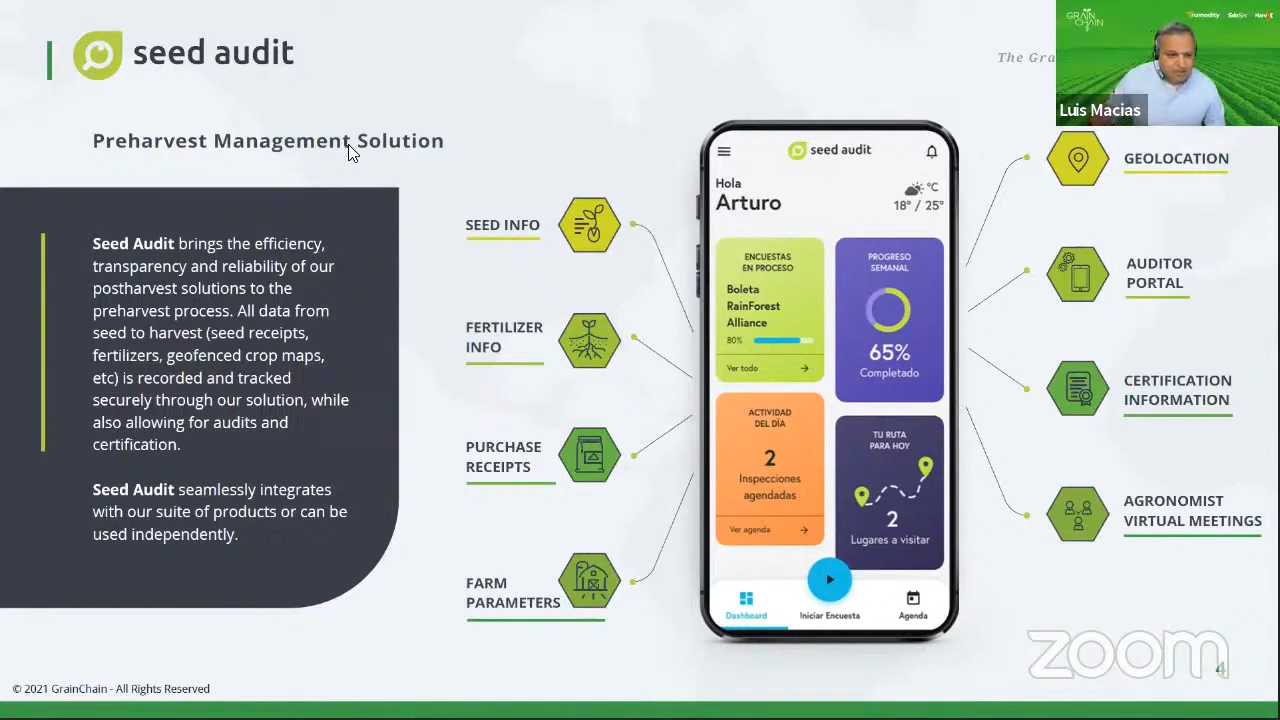 seed audit
The Gra
GRAIN
CHAIN
Luis Macias
Preharvest Management Solution
Seed Audit brings the efficiency,
transparency and reliability of our
postharvest solutions to the
preharvest process. All data from
seed to harvest (seed receipts,
fertilizers, geofenced crop maps,
etc) is recorded and tracked
securely through our solution, while
also allowing for audits and
certification.
Seed Audit seamlessly integrates
with our suite of products or can be
used independently.
SEED INFO
FERTILIZER
INFO
PURCHASE
RECEIPTS
FARM
PARAMETERS
seed audit
Hola
Arturo
°C
18° / 25°
ENCUESTAS
EN PROCESO
Boleta
RainForest
Alliance
80%
Ver todo
PROGRESO
SEMANAL
65%
Completado
ACTIVIDAD
DEL DÍA
2
Inspecciones
agendadas
Ver agenda
TU RUTA
PARA HOY
2
Lugares a visitar
Dashboard
Iniciar Encuesta
Agenda
GEOLOCATION
AUDITOR
PORTAL
CERTIFICATION
INFORMATION
AGRONOMIST
VIRTUAL MEETINGS
zoom
4
© 2021 GrainChain - All Rights Reserved